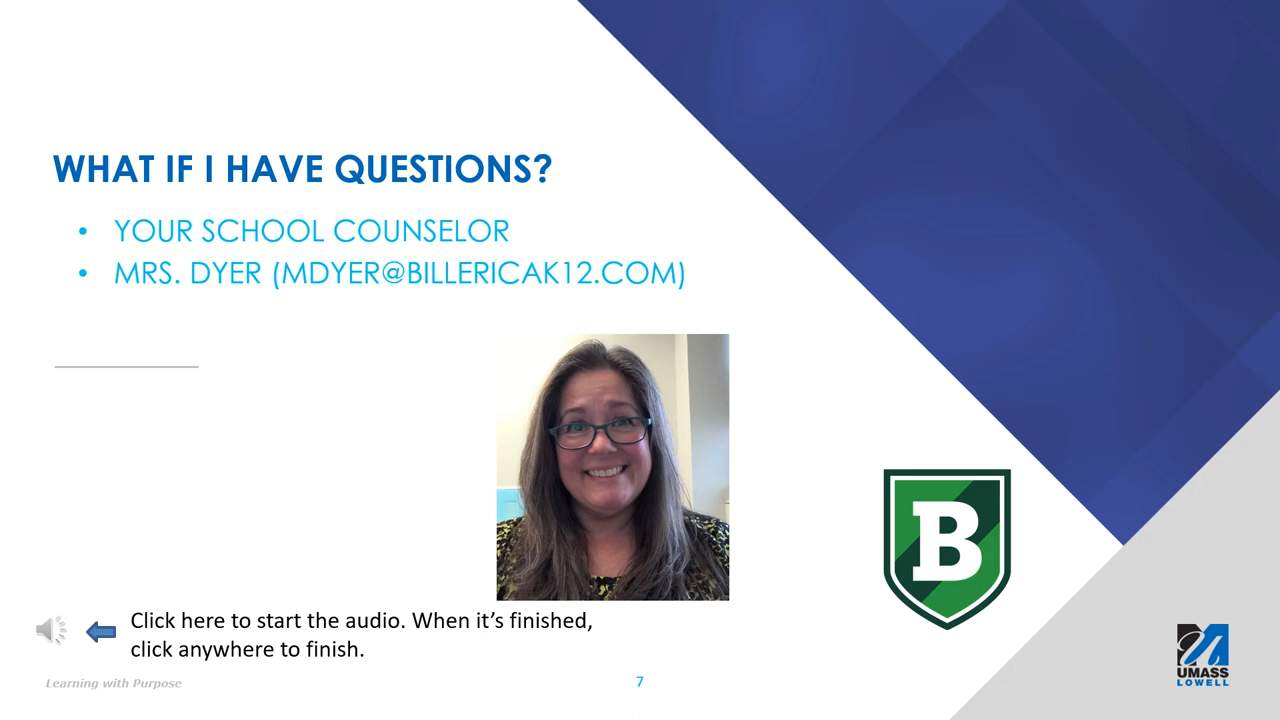 WHAT IF I HAVE QUESTIONS?
• YOUR SCHOOL COUNSELOR
• MRS. DYER (MDYER@BILLERICAK12.COM)
B
Click here to start the audio. When it's finished,
click anywhere to finish.
Learning with Purpose
7
UMASS
LOWELL